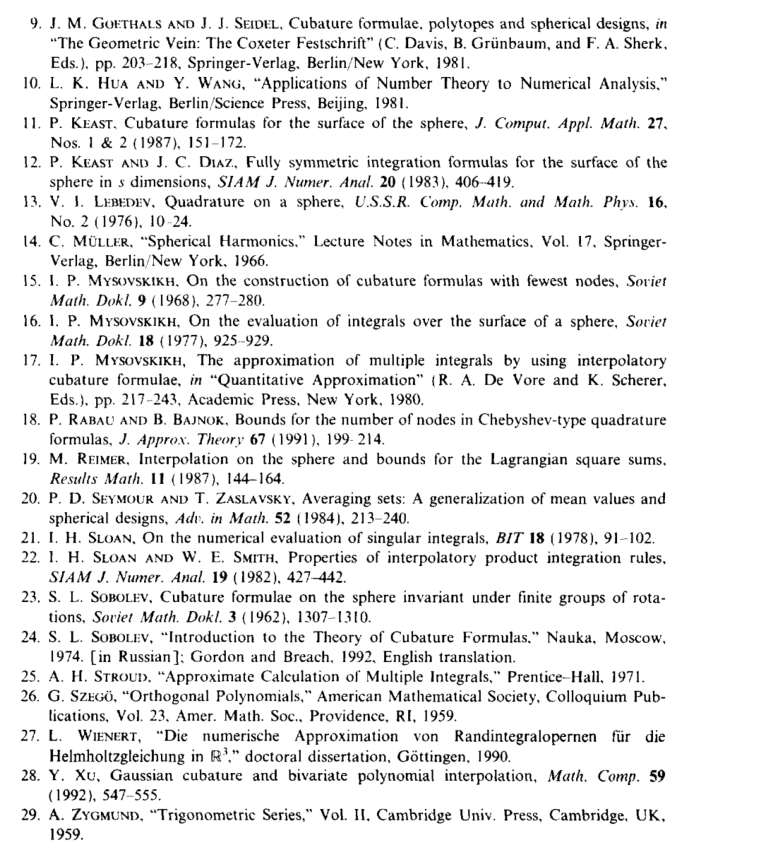 9. J. M. GOETHALS AND J. J. SEIDEL, Cubature formulae, polytopes and spherical designs, in
“The Geometric Vein: The Coxeter Festschrift” (C. Davis, B. Grünbaum, and F. A. Sherk,
Eds.), pp. 203–218, Springer-Verlag, Berlin/New York, 1981.
10. L. K. HUA AND Y. WANG, “Applications of Number Theory to Numerical Analysis,”
Springer-Verlag, Berlin/Science Press, Beijing, 1981.
11. P. KEAST, Cubature formulas for the surface of the sphere, J. Comput. Appl. Math. 27,
Nos. 1 & 2 (1987), 151–172.
12. P. KEAST AND J. C. DIAZ, Fully symmetric integration formulas for the surface of the
sphere in s dimensions, SIAM J. Numer. Anal. 20 (1983), 406–419.
13. V. I. LEBEDEV, Quadrature on a sphere, U.S.S.R. Comp. Math. and Math. Phys. 16,
No. 2 (1976), 10–24.
14. C. MÜLLER, “Spherical Harmonics,” Lecture Notes in Mathematics, Vol. 17, Springer-
Verlag, Berlin/New York, 1966.
15. I. P. MYSOVSKIKH, On the construction of cubature formulas with fewest nodes, Soviet
Math. Dokl. 9 (1968), 277–280.
16. I. P. MYSOVSKIKH, On the evaluation of integrals over the surface of a sphere, Soviet
Math. Dokl. 18 (1977), 925–929.
17. I. P. MYSOVSKIKH, The approximation of multiple integrals by using interpolatory
cubature formulae, in “Quantitative Approximation” (R. A. De Vore and K. Scherer,
Eds.), pp. 217–243, Academic Press, New York, 1980.
18. P. RABAU AND B. BAJNOK, Bounds for the number of nodes in Chebyshev-type quadrature
formulas, J. Approx. Theory 67 (1991), 199–214.
19. M. REIMER, Interpolation on the sphere and bounds for the Lagrangian square sums,
Results Math. 11 (1987), 144–164.
20. P. D. SEYMOUR AND T. ZASLAVSKY, Averaging sets: A generalization of mean values and
spherical designs, Adv. in Math. 52 (1984), 213–240.
21. I. H. SLOAN, On the numerical evaluation of singular integrals, BIT 18 (1978), 91–102.
22. I. H. SLOAN AND W. E. SMITH, Properties of interpolatory product integration rules,
SIAM J. Numer. Anal. 19 (1982), 427–442.
23. S. L. SOBOLEV, Cubature formulae on the sphere invariant under finite groups of rota-
tions, Soviet Math. Dokl. 3 (1962), 1307–1310.
24. S. L. SOBOLEV, “Introduction to the Theory of Cubature Formulas,” Nauka, Moscow,
1974. [in Russian]; Gordon and Breach, 1992, English translation.
25. A. H. STROUD, “Approximate Calculation of Multiple Integrals,” Prentice–Hall, 1971.
26. G. SZEGÖ, “Orthogonal Polynomials,” American Mathematical Society, Colloquium Pub-
lications, Vol. 23, Amer. Math. Soc., Providence, RI, 1959.
27. L. WIENERT, “Die numerische Approximation von Randintegralopernen für die
Helmholtzgleichung in ℝ³,” doctoral dissertation, Göttingen, 1990.
28. Y. XU, Gaussian cubature and bivariate polynomial interpolation, Math. Comp. 59
(1992), 547–555.
29. A. ZYGMUND, “Trigonometric Series,” Vol. II, Cambridge Univ. Press, Cambridge, UK,
1959.